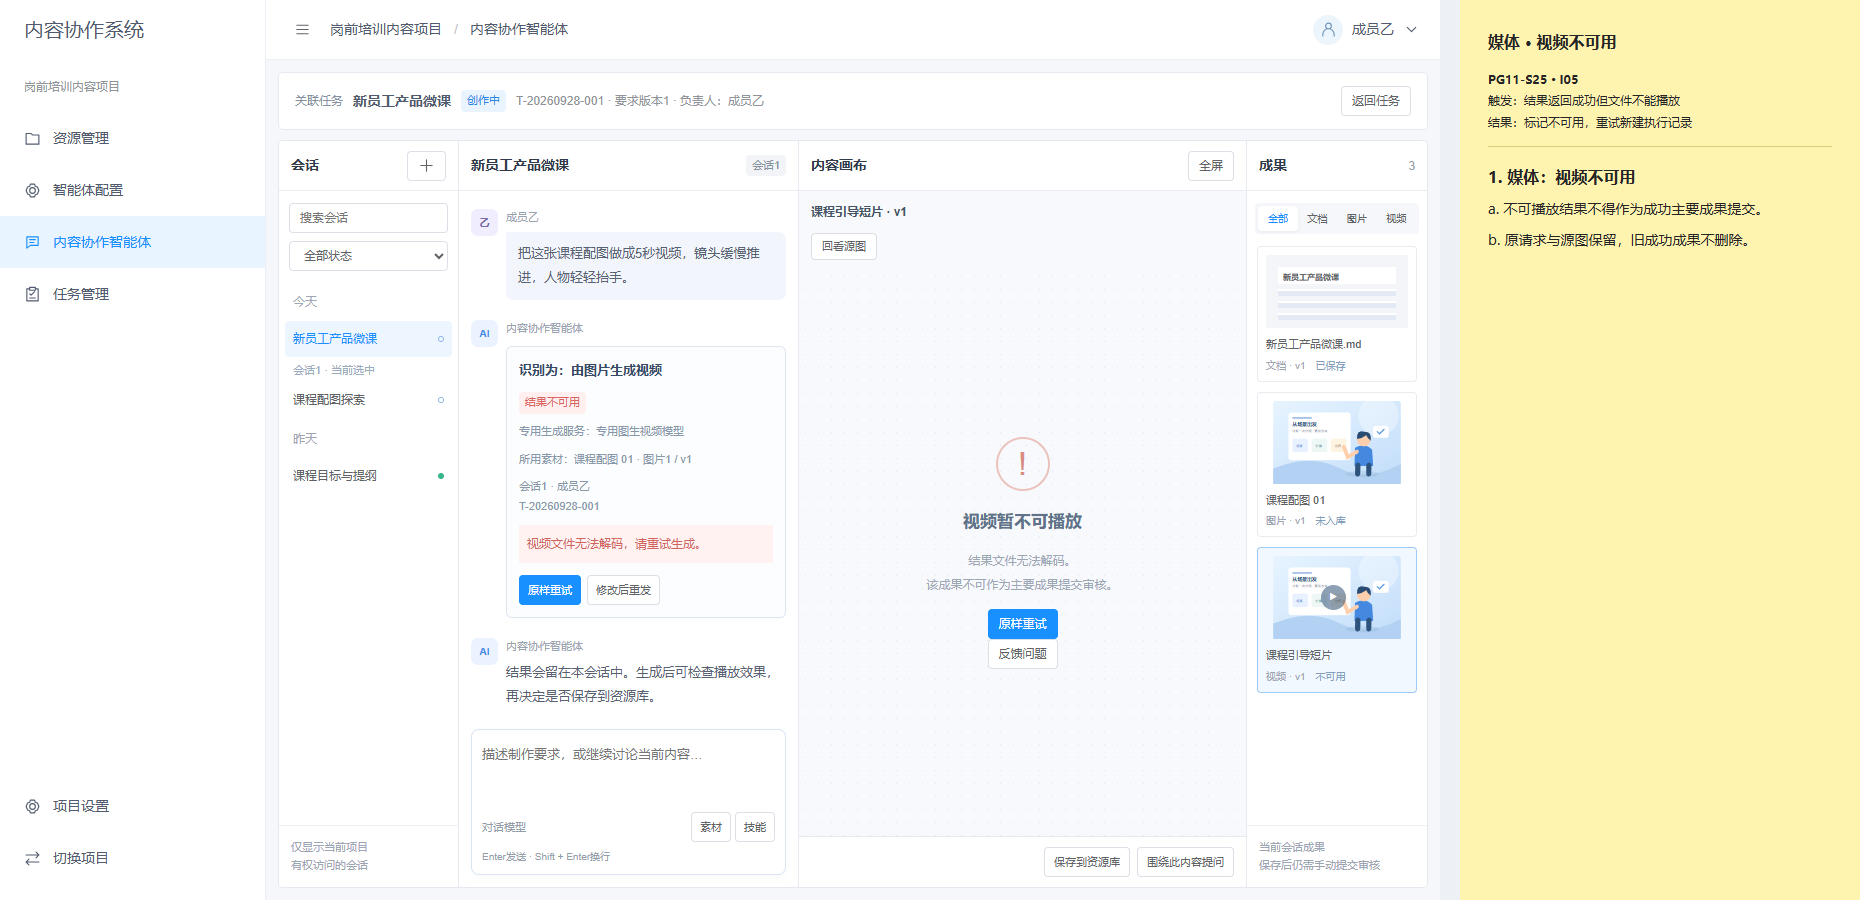 内容协作系统
岗前培训内容项目
资源管理
智能体配置
内容协作智能体
任务管理
项目设置
切换项目
岗前培训内容项目 / 内容协作智能体
成员乙
关联任务 新员工产品微课 创作中 T-20260928-001 · 要求版本1 · 负责人：成员乙
返回任务
会话
搜索会话
全部状态
今天
新员工产品微课
会话1 · 当前选中
课程配图探索
昨天
课程目标与提纲
仅显示当前项目
有权访问的会话
新员工产品微课 会话1
乙 成员乙
把这张课程配图做成5秒视频，镜头缓慢推
进，人物轻轻抬手。
AI 内容协作智能体
识别为：由图片生成视频
结果不可用
专用生成服务：专用图生视频模型
所用素材：课程配图 01 · 图片1 / v1
会话1 · 成员乙
T-20260928-001
视频文件无法解码，请重试生成。
原样重试 修改后重发
AI 内容协作智能体
结果会留在本会话中。生成后可检查播放效果，
再决定是否保存到资源库。
描述制作要求，或继续讨论当前内容...
对话模型 素材 技能
Enter发送 · Shift + Enter换行
内容画布 全屏
课程引导短片 · v1
回看源图
!
视频暂不可播放
结果文件无法解码。
该成果不可作为主要成果提交审核。
原样重试
反馈问题
保存到资源库 围绕此内容提问
成果 3
全部 文档 图片 视频
新员工产品微课
新员工产品微课.md
文档 · v1 已保存
从场景出发
课程配图 01
图片 · v1 未入库
从场景出发
课程引导短片
视频 · v1 不可用
当前会话成果
保存后仍需手动提交审核
媒体 • 视频不可用
PG11-S25 • I05
触发：结果返回成功但文件不能播放
结果：标记不可用，重试新建执行记录
1. 媒体：视频不可用
a. 不可播放结果不得作为成功主要成果提交。
b. 原请求与源图保留，旧成功成果不删除。